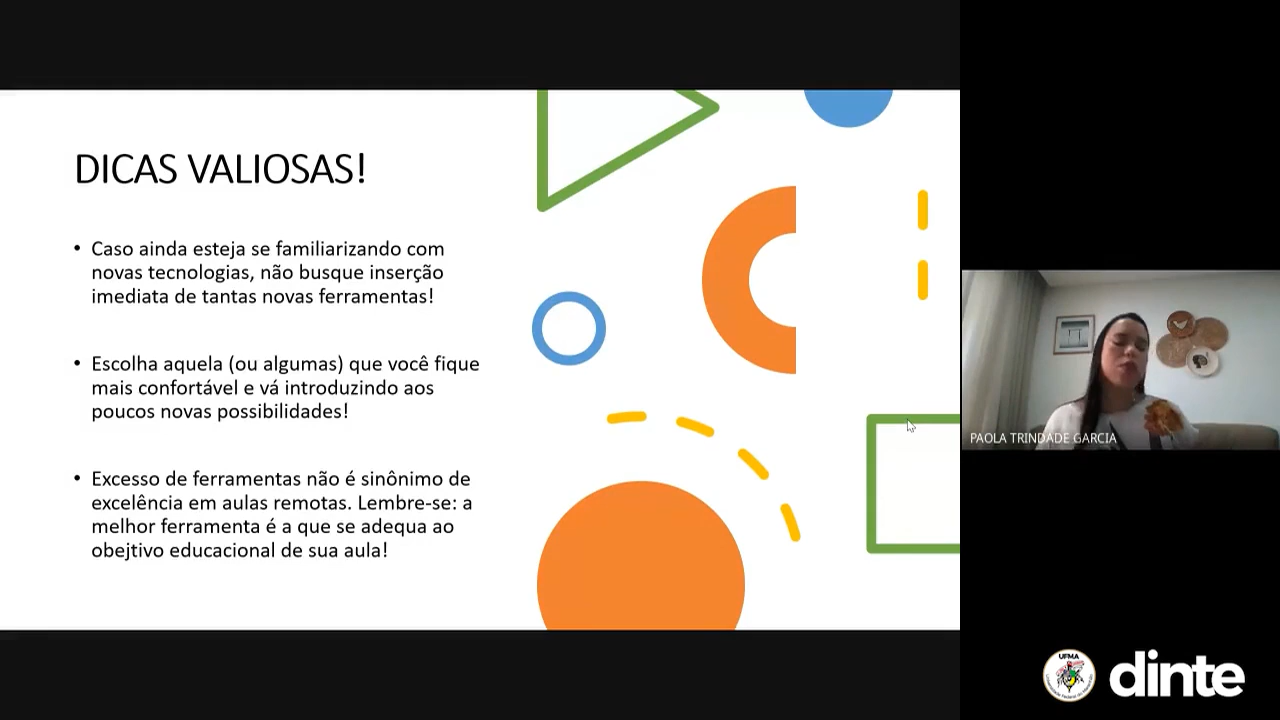 DICAS VALIOSAS!
• Caso ainda esteja se familiarizando com
novas tecnologias, não busque inserção
imediata de tantas novas ferramentas!
• Escolha aquela (ou algumas) que você fique
mais confortável e vá introduzindo aos
poucos novas possibilidades!
• Excesso de ferramentas não é sinônimo de
excelência em aulas remotas. Lembre-se: a
melhor ferramenta é a que se adequa ao
obejtivo educacional de sua aula!
PAOLA TRINDADE GARCIA
UFMA
dinte